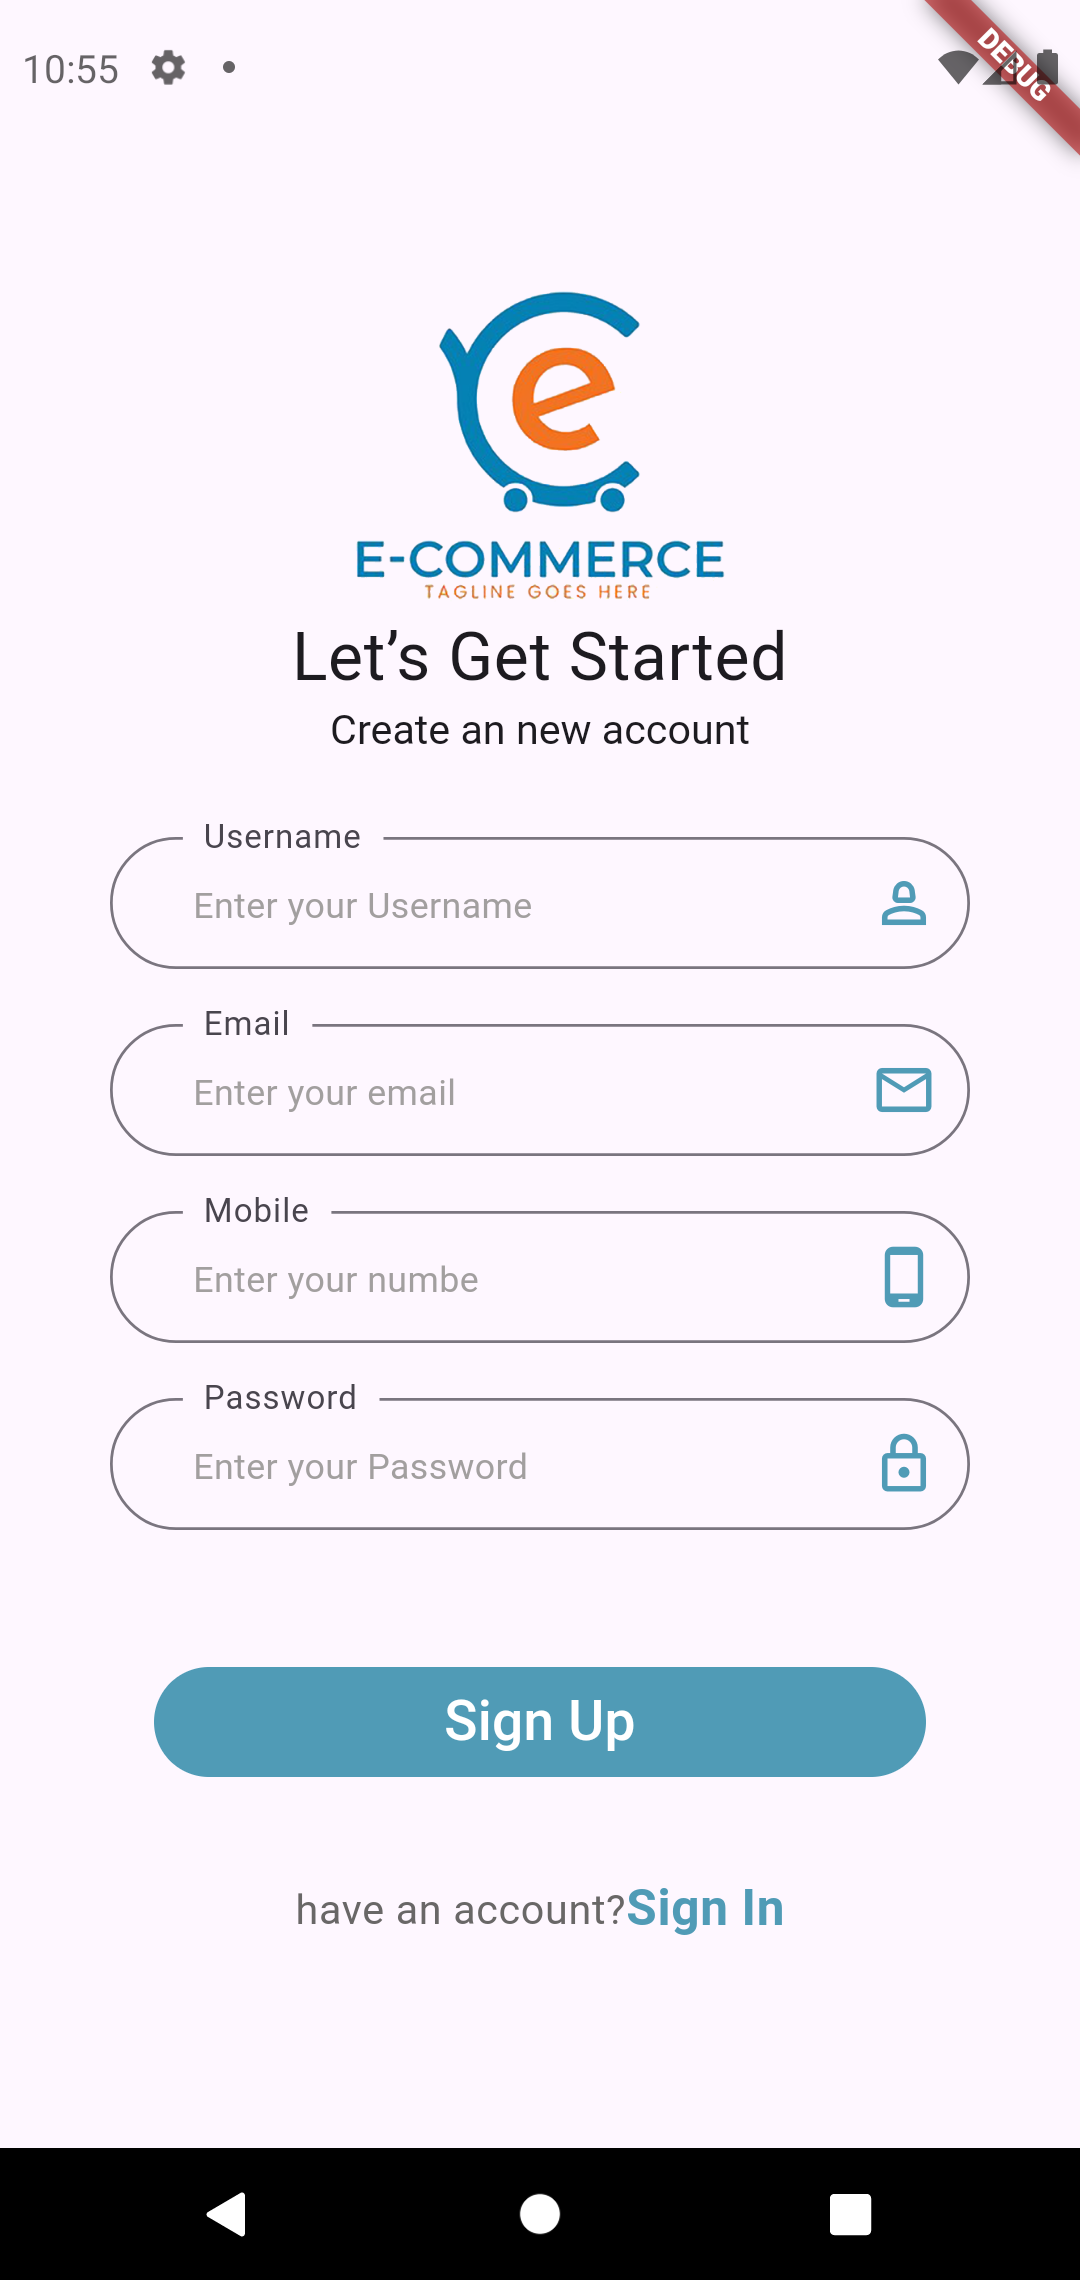 10:55
DEBUG
e
E-COMMERCE
TAGLINE GOES HERE
Let’s Get Started
Create an new account
Username
Enter your Username
Email
Enter your email
Mobile
Enter your numbe
Password
Enter your Password
Sign Up
have an account?Sign In